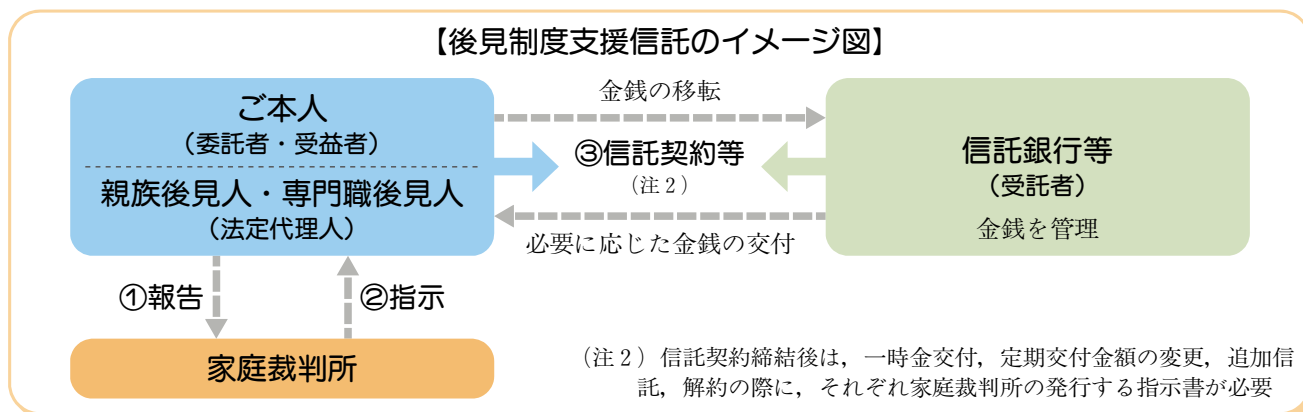 【後見制度支援信託のイメージ図】
ご本人
（委託者・受益者）
親族後見人・専門職後見人
（法定代理人）
金銭の移転
③信託契約等
（注２）
必要に応じた金銭の交付
信託銀行等
（受託者）
金銭を管理
①報告
②指示
家庭裁判所
（注２）信託契約締結後は，一時金交付，定期交付金額の変更，追加信
託，解約の際に，それぞれ家庭裁判所の発行する指示書が必要